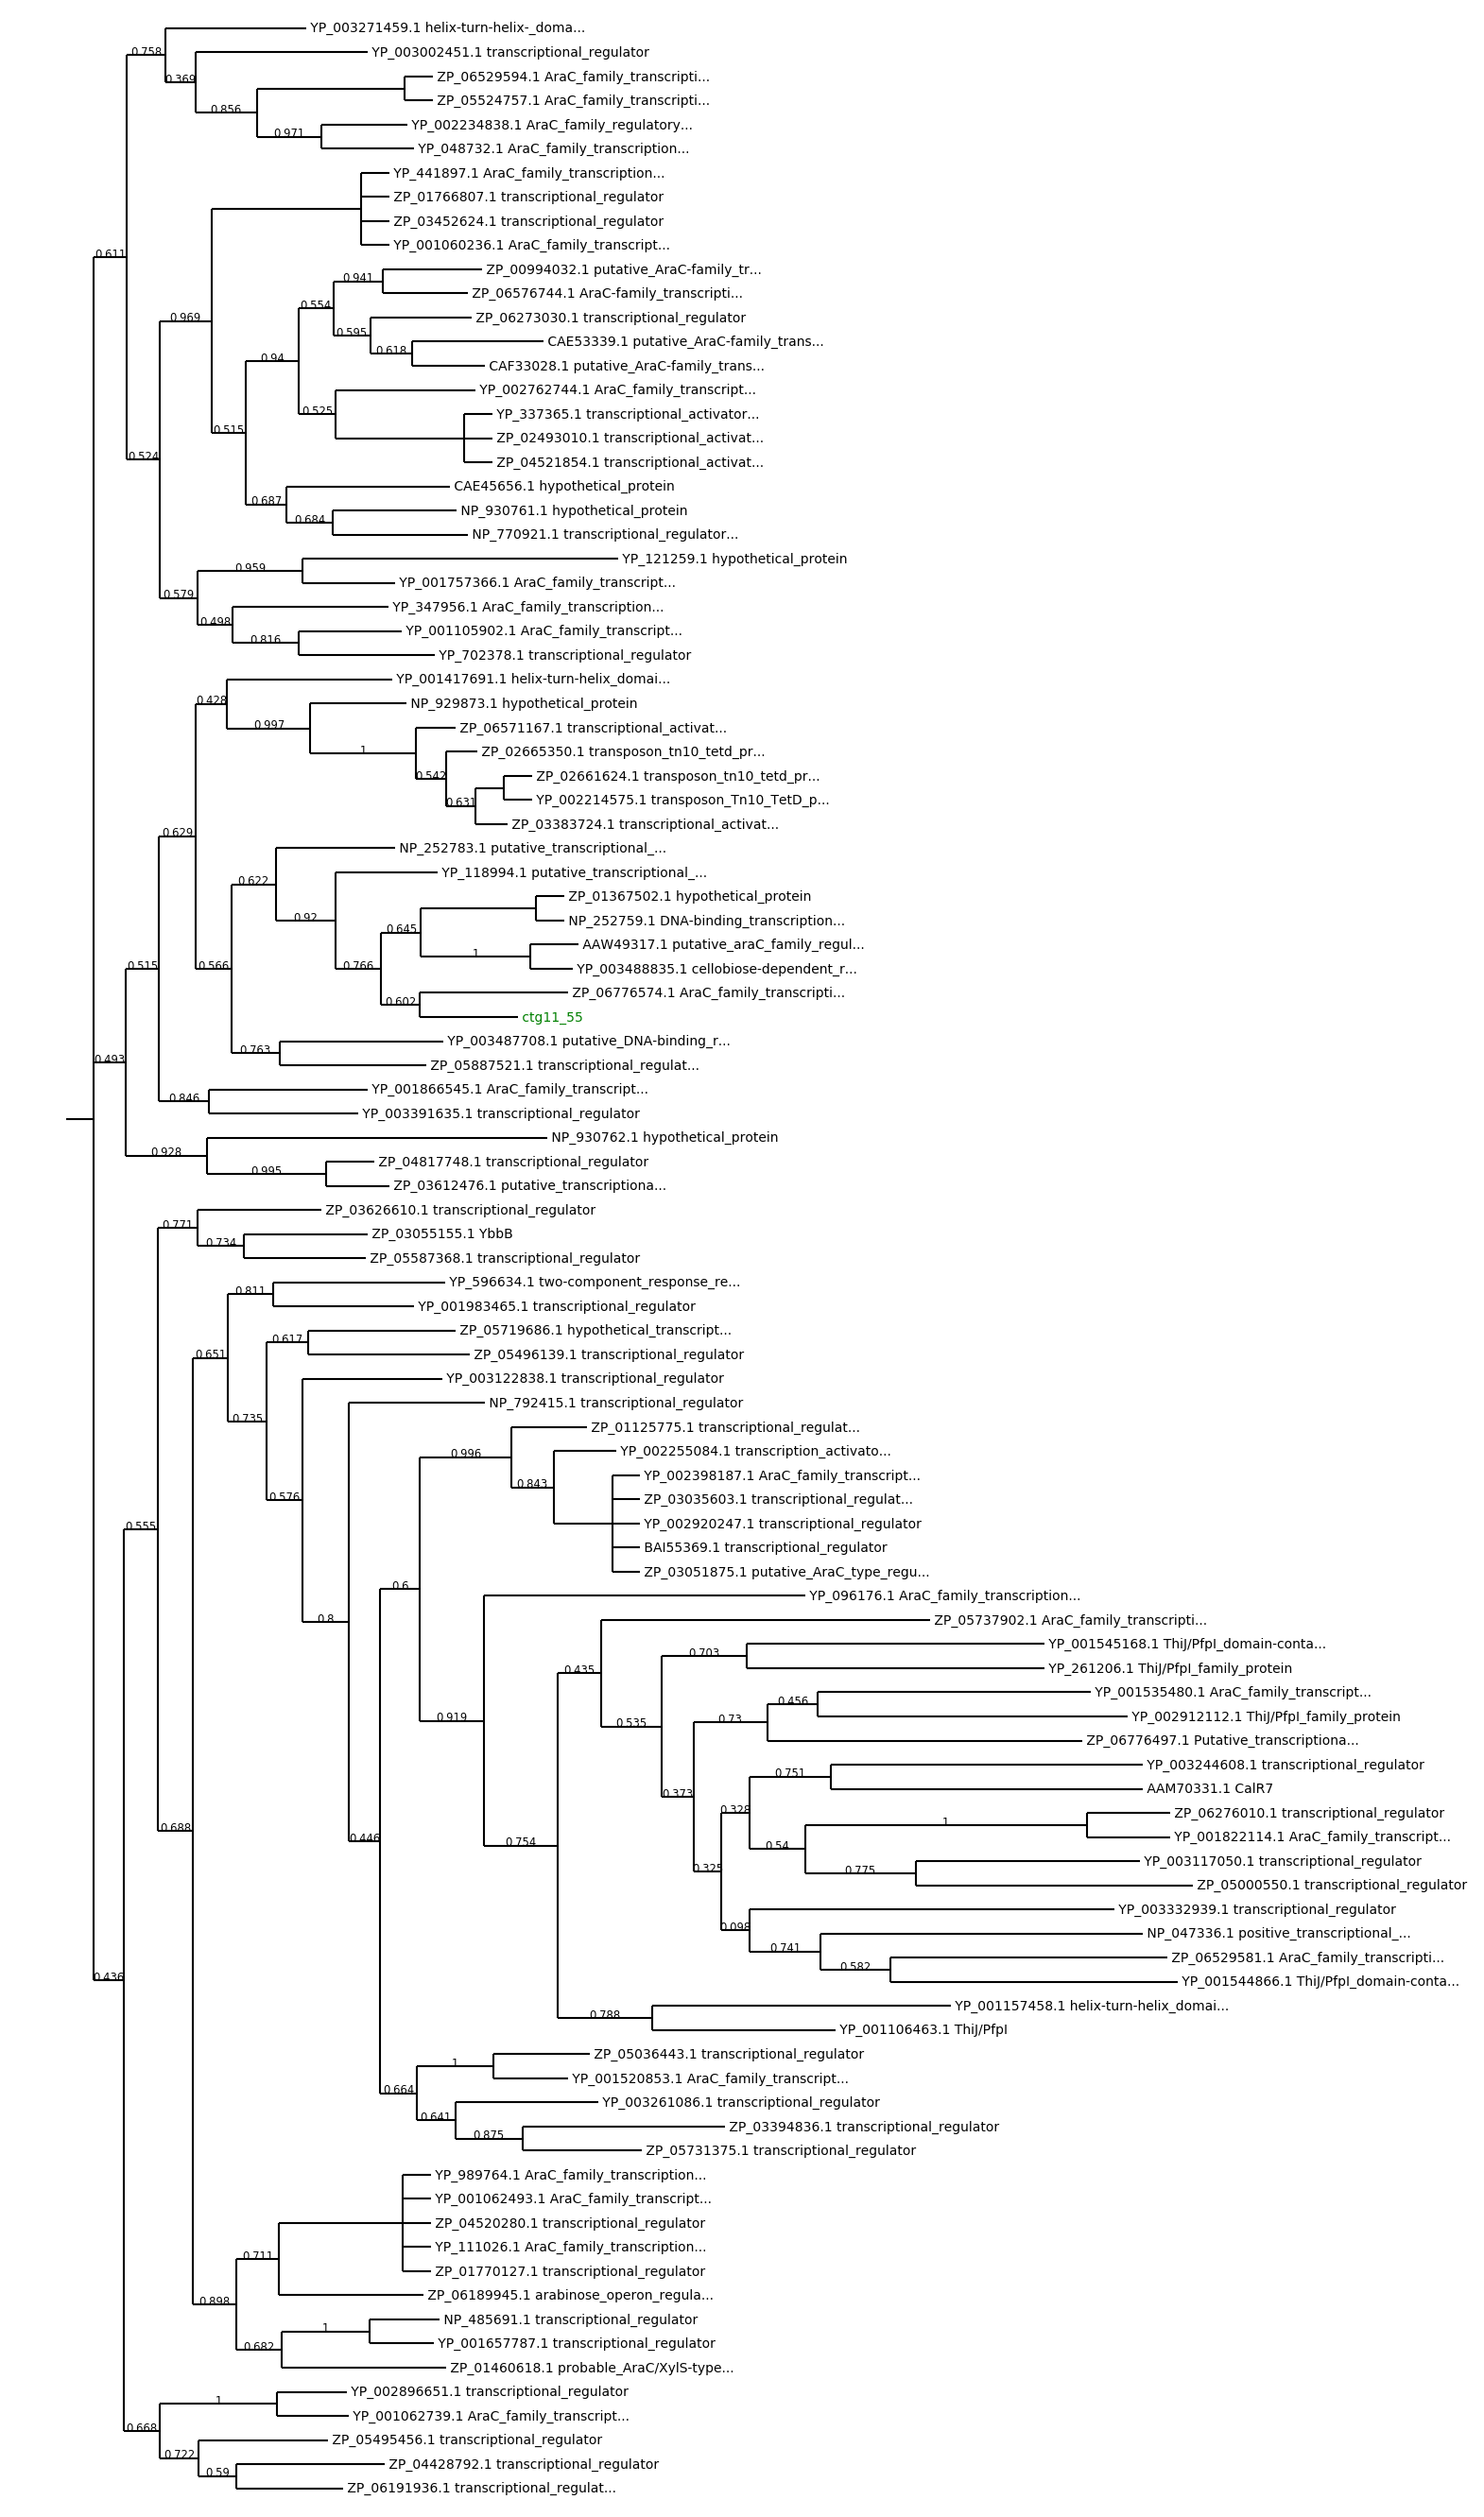 YP_003271459.1 helix-turn-helix-_doma...
0.758
YP_003002451.1 transcriptional_regulator
0.369
ZP_06529594.1 AraC_family_transcripti...
ZP_05524757.1 AraC_family_transcripti...
0.856
YP_002234838.1 AraC_family_regulatory...
0.971
YP_048732.1 AraC_family_transcription...
YP_441897.1 AraC_family_transcription...
ZP_01766807.1 transcriptional_regulator
ZP_03452624.1 transcriptional_regulator
YP_001060236.1 AraC_family_transcript...
0.611
ZP_00994032.1 putative_AraC-family_tr...
0.941
ZP_06576744.1 AraC-family_transcripti...
0.554
ZP_06273030.1 transcriptional_regulator
0.969
0.595
CAE53339.1 putative_AraC-family_trans...
0.618
0.94
CAF33028.1 putative_AraC-family_trans...
YP_002762744.1 AraC_family_transcript...
0.525
YP_337365.1 transcriptional_activator...
0.515
ZP_02493010.1 transcriptional_activat...
0.524
ZP_04521854.1 transcriptional_activat...
CAE45656.1 hypothetical_protein
0.687
NP_930761.1 hypothetical_protein
0.684
NP_770921.1 transcriptional_regulator...
YP_121259.1 hypothetical_protein
0.959
YP_001757366.1 AraC_family_transcript...
0.579
YP_347956.1 AraC_family_transcription...
0.498
YP_001105902.1 AraC_family_transcript...
0.816
YP_702378.1 transcriptional_regulator
YP_001417691.1 helix-turn-helix_domai...
0.428
NP_929873.1 hypothetical_protein
0.997
ZP_06571167.1 transcriptional_activat...
1
ZP_02665350.1 transposon_tn10_tetd_pr...
0.542
ZP_02661624.1 transposon_tn10_tetd_pr...
YP_002214575.1 transposon_Tn10_TetD_p...
0.631
ZP_03383724.1 transcriptional_activat...
0.629
NP_252783.1 putative_transcriptional_...
YP_118994.1 putative_transcriptional_...
0.622
ZP_01367502.1 hypothetical_protein
0.92
NP_252759.1 DNA-binding_transcription...
0.645
AAW49317.1 putative_araC_family_regul...
1
0.515
0.566
0.766
YP_003488835.1 cellobiose-dependent_r...
ZP_06776574.1 AraC_family_transcripti...
0.602
ctg11_55
YP_003487708.1 putative_DNA-binding_r...
0.763
0.493
ZP_05887521.1 transcriptional_regulat...
YP_001866545.1 AraC_family_transcript...
0.846
YP_003391635.1 transcriptional_regulator
NP_930762.1 hypothetical_protein
0.928
ZP_04817748.1 transcriptional_regulator
0.995
ZP_03612476.1 putative_transcriptiona...
ZP_03626610.1 transcriptional_regulator
0.771
ZP_03055155.1 YbbB
0.734
ZP_05587368.1 transcriptional_regulator
YP_596634.1 two-component_response_re...
0.811
YP_001983465.1 transcriptional_regulator
ZP_05719686.1 hypothetical_transcript...
0.617
0.651
ZP_05496139.1 transcriptional_regulator
YP_003122838.1 transcriptional_regulator
NP_792415.1 transcriptional_regulator
0.735
ZP_01125775.1 transcriptional_regulat...
0.996
YP_002255084.1 transcription_activato...
YP_002398187.1 AraC_family_transcript...
0.843
0.576
ZP_03035603.1 transcriptional_regulat...
0.555
YP_002920247.1 transcriptional_regulator
BAI55369.1 transcriptional_regulator
ZP_03051875.1 putative_AraC_type_regu...
0.6
YP_096176.1 AraC_family_transcription...
0.8
ZP_05737902.1 AraC_family_transcripti...
YP_001545168.1 ThiJ/PfpI_domain-conta...
0.703
0.435
YP_261206.1 ThiJ/PfpI_family_protein
YP_001535480.1 AraC_family_transcript...
0.456
0.919
0.535
0.73
YP_002912112.1 ThiJ/PfpI_family_protein
ZP_06776497.1 Putative_transcriptiona...
YP_003244608.1 transcriptional_regulator
0.751
0.373
AAM70331.1 CalR7
0.328
ZP_06276010.1 transcriptional_regulator
1
0.688
0.446
0.754
0.54
YP_001822114.1 AraC_family_transcript...
YP_003117050.1 transcriptional_regulator
0.325
0.775
ZP_05000550.1 transcriptional_regulator
YP_003332939.1 transcriptional_regulator
0.098
NP_047336.1 positive_transcriptional_...
0.741
ZP_06529581.1 AraC_family_transcripti...
0.582
0.436
YP_001544866.1 ThiJ/PfpI_domain-conta...
YP_001157458.1 helix-turn-helix_domai...
0.788
YP_001106463.1 ThiJ/PfpI
ZP_05036443.1 transcriptional_regulator
1
YP_001520853.1 AraC_family_transcript...
0.664
YP_003261086.1 transcriptional_regulator
0.641
ZP_03394836.1 transcriptional_regulator
0.875
ZP_05731375.1 transcriptional_regulator
YP_989764.1 AraC_family_transcription...
YP_001062493.1 AraC_family_transcript...
ZP_04520280.1 transcriptional_regulator
YP_111026.1 AraC_family_transcription...
0.711
ZP_01770127.1 transcriptional_regulator
ZP_06189945.1 arabinose_operon_regula...
0.898
NP_485691.1 transcriptional_regulator
1
YP_001657787.1 transcriptional_regulator
0.682
ZP_01460618.1 probable_AraC/XylS-type...
YP_002896651.1 transcriptional_regulator
1
YP_001062739.1 AraC_family_transcript...
0.668
ZP_05495456.1 transcriptional_regulator
0.722
ZP_04428792.1 transcriptional_regulator
0.59
ZP_06191936.1 transcriptional_regulat...